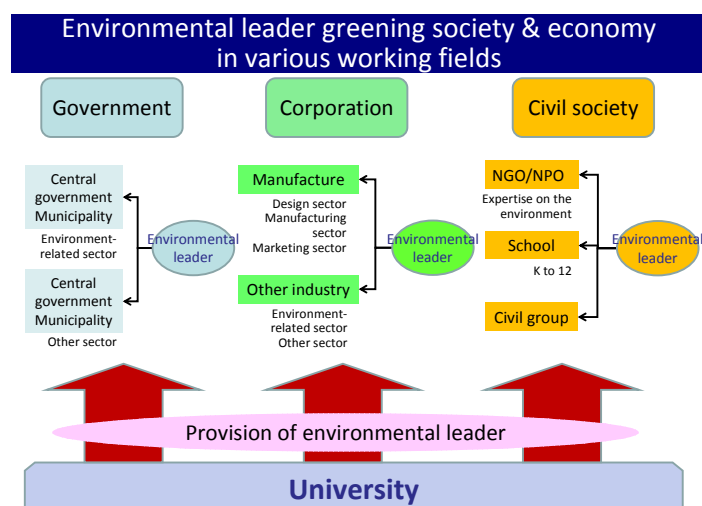 Environmental leader greening society & economy
in various working fields
Government
Corporation
Civil society
Central
government
Municipality
Environment-
related sector
Environmental
leader
Central
government
Municipality
Other sector
Manufacture
Design sector
Manufacturing
sector
Marketing sector
Environmental
leader
Other industry
Environment-
related sector
Other sector
NGO/NPO
Expertise on the
environment
School
K to 12
Environmental
leader
Civil group
Provision of environmental leader
University